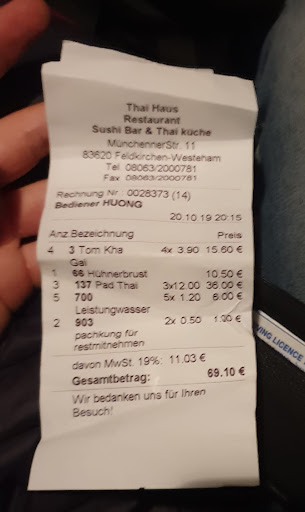 Thai Haus
Restaurant
Sushi Bar & Thai küche
MünchennerStr. 11
83620 Feldkirchen-Westerham
Tel. 08063/2000781
Fax. 08063/2000781
Rechnung Nr.: 0028373 (14)
Bediener HUONG
20.10.19 20:15
Anz.Bezeichnung Preis
4 3 Tom Kha 4x 3.90 15.60 €
Gai
1 66 Hühnerbrust 10.50 €
3 137 Pad Thai 3x12.00 36.00 €
5 700 5x 1.20 6.00 €
Leistungwasser
2 903 2x 0.50 1.00 €
pachkung für
restmitnehmen
davon MwSt. 19%: 11.03 €
Gesamtbetrag: 69.10 €
Wir bedanken uns für Ihren
Besuch!
LICENCE